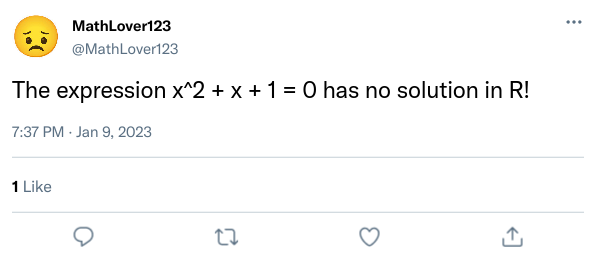 MathLover123
@MathLover123
The expression x^2 + x + 1 = 0 has no solution in R!
7:37 PM · Jan 9, 2023
1 Like